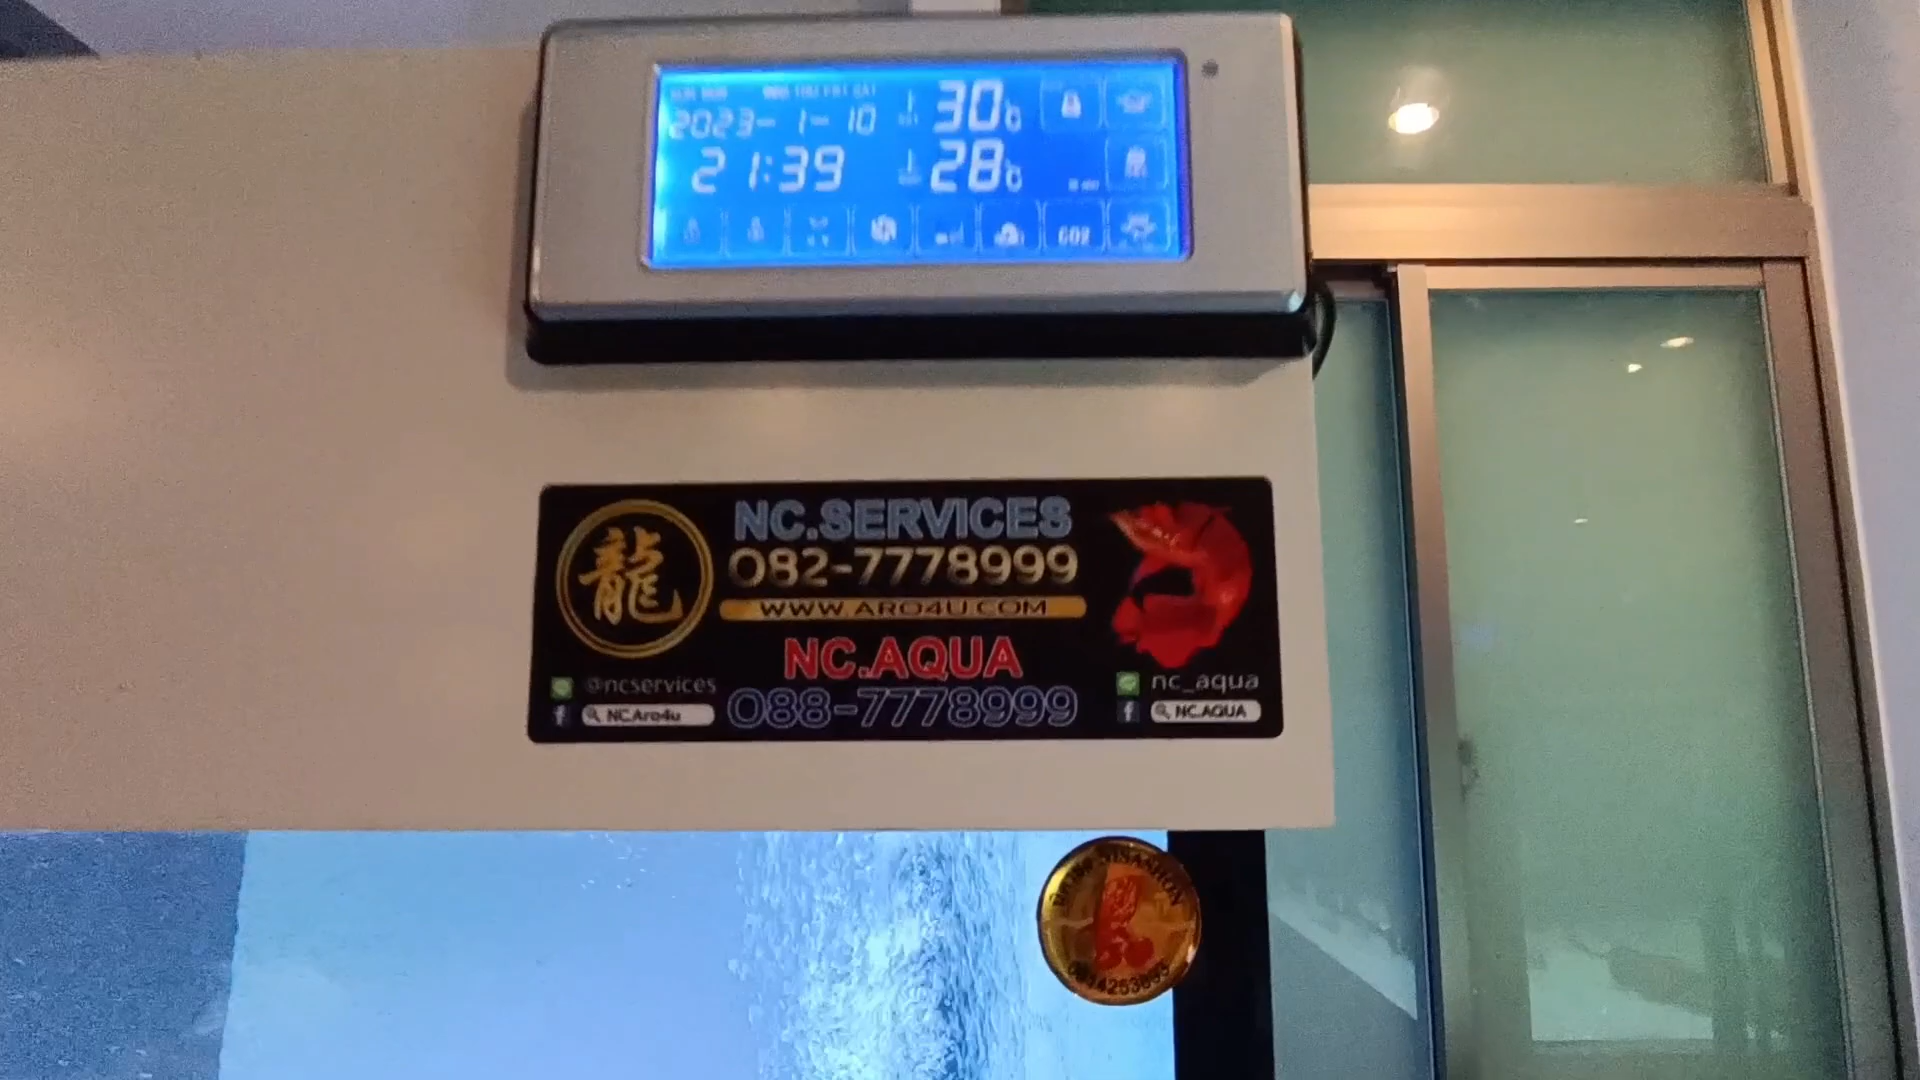 2023-1-10
30°C
21:39
28°C
CO2
龍
NC.SERVICES
082-7778999
WWW.ARO4U.COM
NC.AQUA
088-7778999
@ncservices
NC.Aro4u
nc_aqua
NC.AQUA